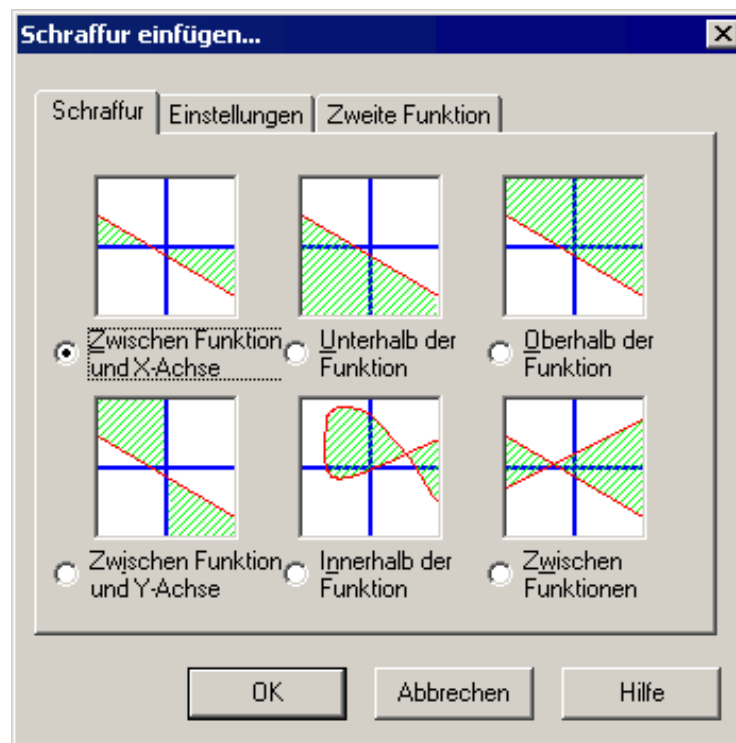 Schraffur einfügen...
Schraffur
Einstellungen
Zweite Funktion
Zwischen Funktion
und X-Achse
Unterhalb der
Funktion
Oberhalb der
Funktion
Zwischen Funktion
und Y-Achse
Innerhalb der
Funktion
Zwischen
Funktionen
OK
Abbrechen
Hilfe